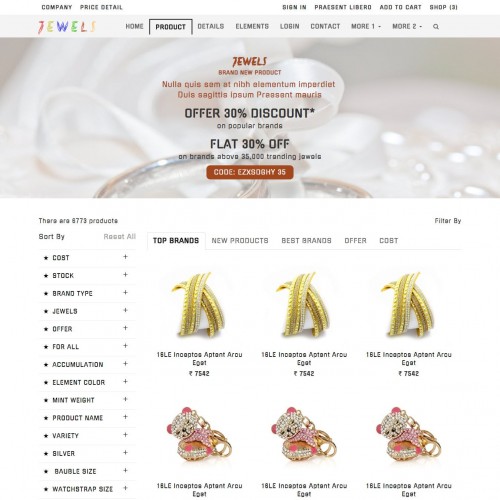 COMPANY PRICE DETAIL SIGN IN PRAESENT LIBERO ADD TO CART SHOP (3)
JEWELS HOME PRODUCT DETAILS ELEMENTS LOGIN CONTACT MORE 1 MORE 2
JEWELS
BRAND NEW PRODUCT
Nulla quis sem at nibh elementum imperdiet
Duis sagittis ipsum Praesent mauris
OFFER 30% DISCOUNT*
on popular brands
FLAT 30% OFF
on brands above 35,000 tranding jewels
CODE: EZXSOGHY 35
There are 6773 products Filter By
Sort By Reset All
TOP BRANDS NEW PRODUCTS BEST BRANDS OFFER COST
★ COST +
★ STOCK +
★ BRAND TYPE +
★ JEWELS +
★ OFFER +
★ FOR ALL +
★ ACCUMULATION +
★ ELEMENT COLOR +
★ MINT WEIGHT +
★ PRODUCT NAME +
★ VARIETY +
★ SILVER +
★ BAUBLE SIZE +
★ WATCHSTRAP SIZE +
16LE Inceptos Aptent Arcu Eget
₹ 7542
16LE Inceptos Aptent Arcu Eget
₹ 7542
16LE Inceptos Aptent Arcu Eget
₹ 7542
16LE Inceptos Aptent Arcu Eget
16LE Inceptos Aptent Arcu Eget
16LE Inceptos Aptent Arcu Eget